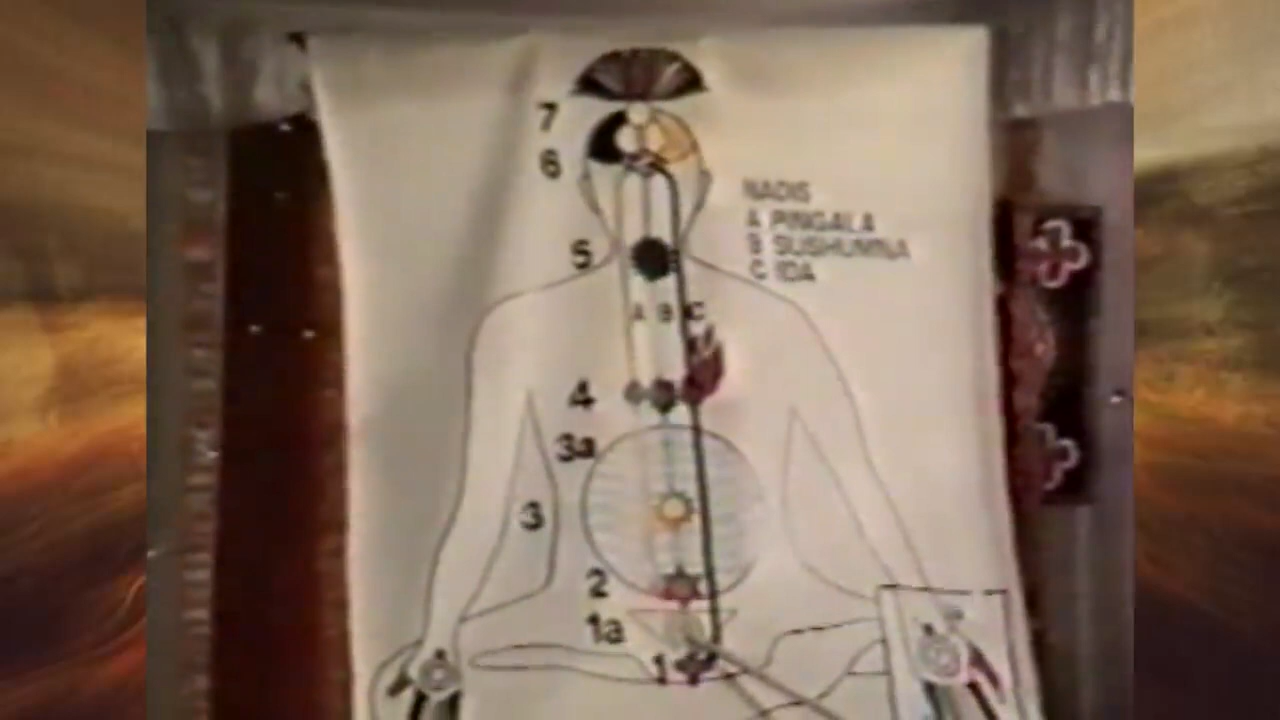 7
6
NADIS
A PINGALA
B SUSHUMNA
C IDA
5
A B C
4
3a
3
2
1a
1